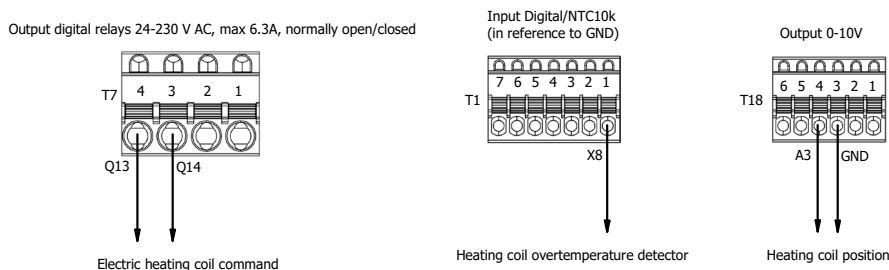 Output digital relays 24-230 V AC, max 6.3A, normally open/closed
T7
4 3 2 1
Q13
Q14
Electric heating coil command
Input Digital/NTC10k
(in reference to GND)
T1
7 6 5 4 3 2 1
X8
Heating coil overtemperature detector
Output 0-10V
T18
6 5 4 3 2 1
A3
GND
Heating coil position